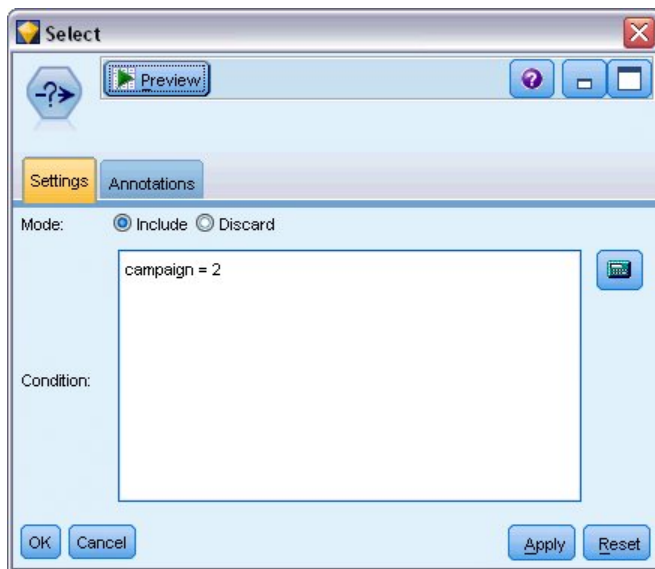 Select
Preview
Settings
Annotations
Mode:
Include
Discard
campaign = 2
Condition:
OK
Cancel
Apply
Reset